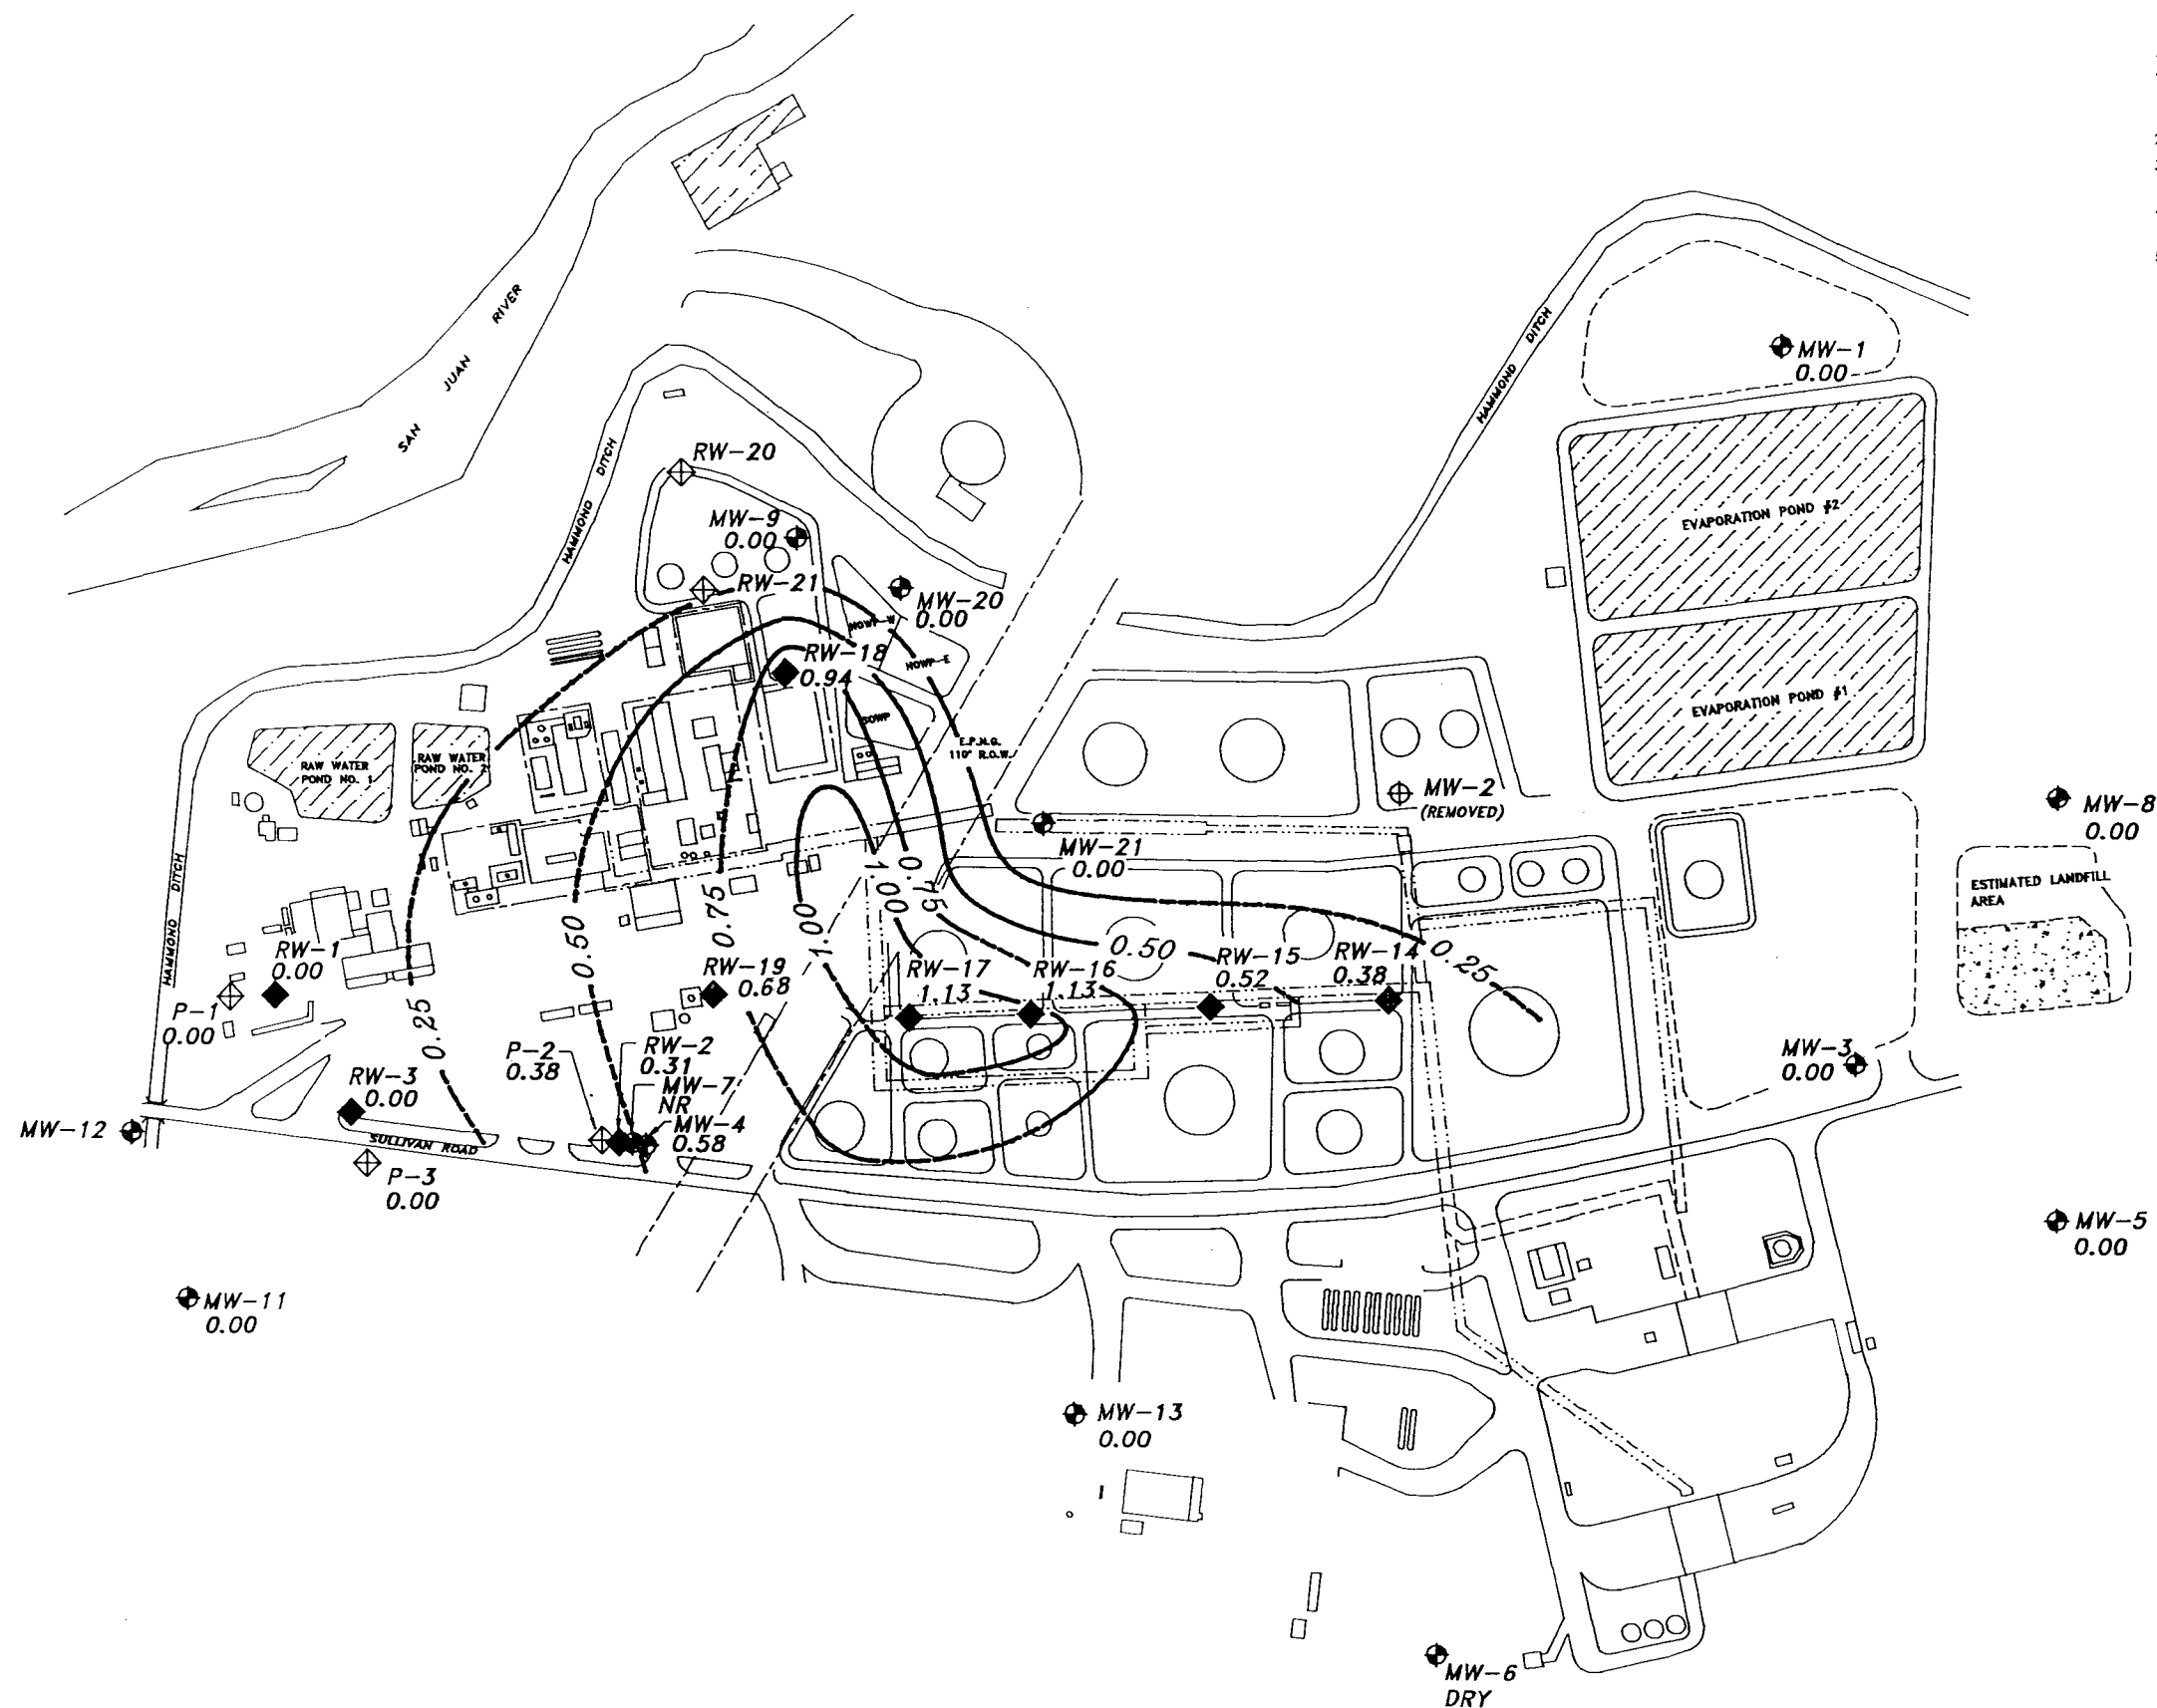 SAN JUAN RIVER
HAMMOND DITCH
MW-1
0.00
RW-20
HAMMOND DITCH
MW-9
0.00
EVAPORATION POND #2
RW-21
MW-20
0.00
NOWP-W
NOWP-E
RW-18
0.94
SOWP
EVAPORATION POND #1
E.P.N.G.
110' R.O.W.
RAW WATER
POND NO. 1
RAW WATER
POND NO. 2
MW-2
(REMOVED)
MW-8
0.00
MW-21
0.00
HAMMOND DITCH
ESTIMATED LANDFILL
AREA
1.00
0.75
0.75
1.00
0.50
0.50
0.25
RW-1
0.00
RW-19
0.68
RW-17
1.13
RW-16
1.13
RW-15
0.52
RW-14
0.38
P-1
0.00
0.25
P-2
0.38
RW-2
0.31
MW-7
NR
MW-4
0.58
MW-3
0.00
RW-3
0.00
MW-12
SULLIVAN ROAD
P-3
0.00
MW-5
0.00
MW-11
0.00
MW-13
0.00
MW-6
DRY